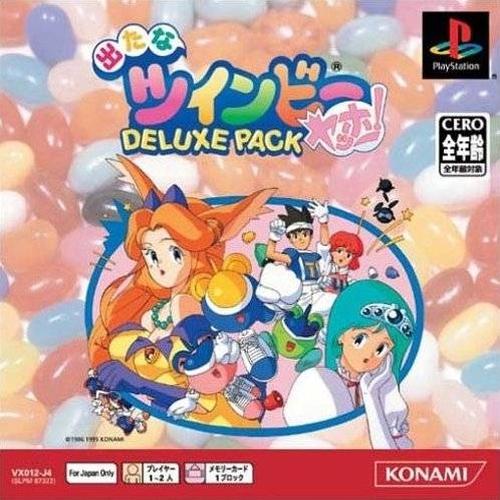 出たな
ツインビー®
ヤッホー!
DELUXE PACK
PlayStation
CERO
全年齢
全年齢対象
©1986 1995 KONAMI
VX012-J4
(SLPM 87322)
For Japan Only
プレイヤー
1~2人
メモリーカード
1ブロック
KONAMI